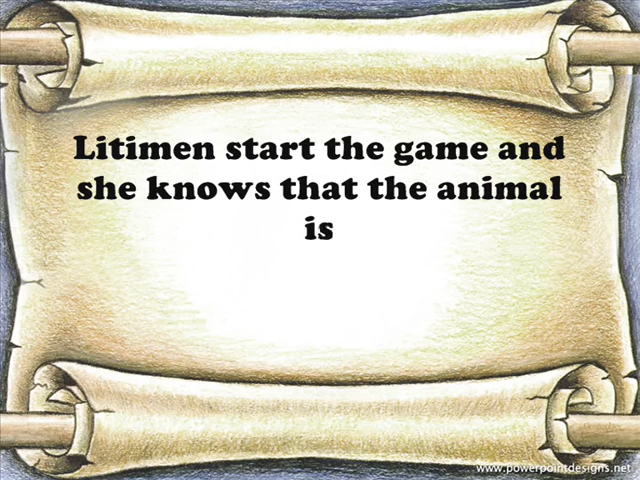 Litimen start the game and
she knows that the animal
is
www.powerpointdesigns.net